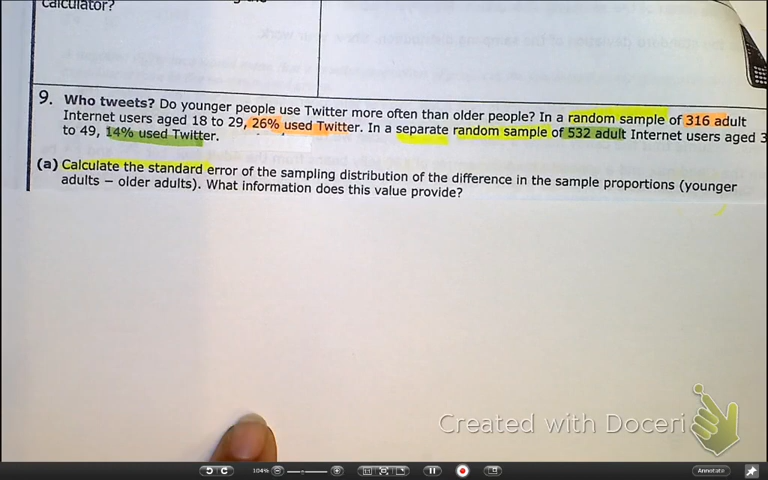 calculator?
9. Who tweets? Do younger people use Twitter more often than older people? In a random sample of 316 adult
Internet users aged 18 to 29, 26% used Twitter. In a separate random sample of 532 adult Internet users aged 3
to 49, 14% used Twitter.
(a) Calculate the standard error of the sampling distribution of the difference in the sample proportions (younger
adults – older adults). What information does this value provide?
Created with Doceri
104%
Annotate